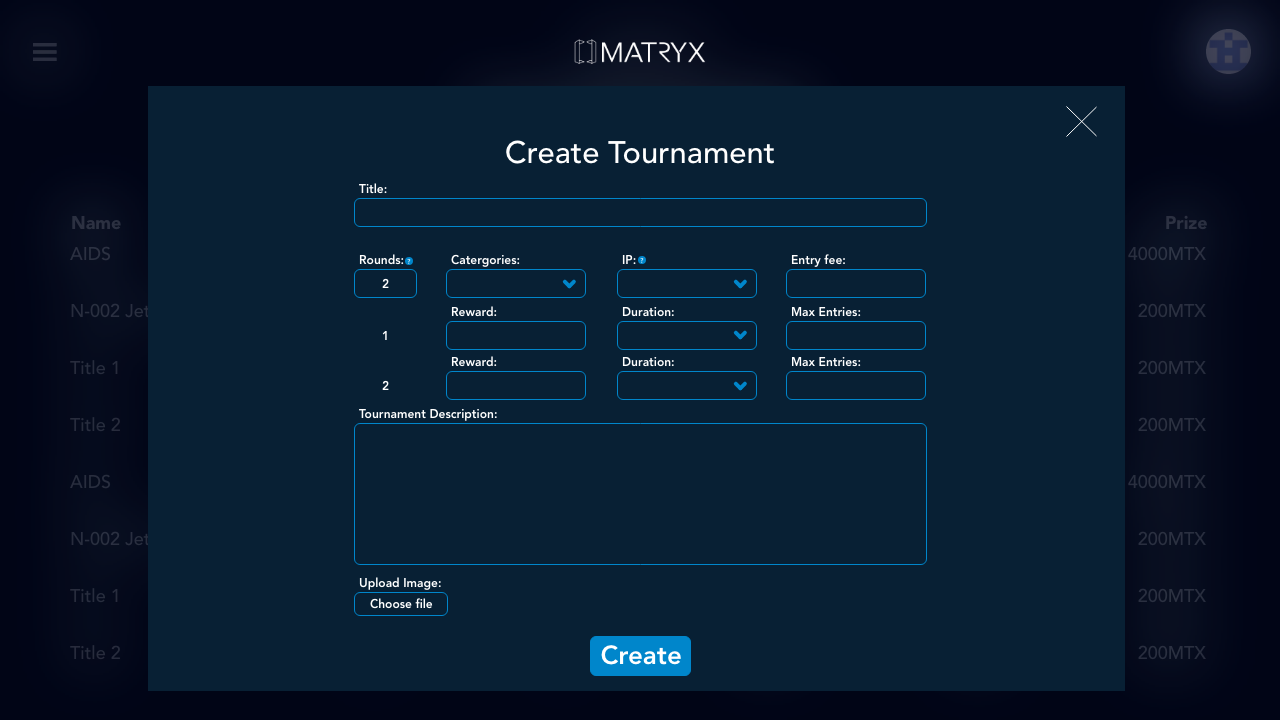 MATRYX
Create Tournament
Title:
Name
Prize
AIDS
4000MTX
Rounds:? Catergories: IP:? Entry fee:
2
Reward: Duration: Max Entries:
N-002 Jet
200MTX
1
Reward: Duration: Max Entries:
Title 1
200MTX
2
Tournament Description:
Title 2
200MTX
AIDS
4000MTX
N-002 Jet
200MTX
Upload Image:
Title 1
200MTX
Choose file
Title 2
200MTX
Create